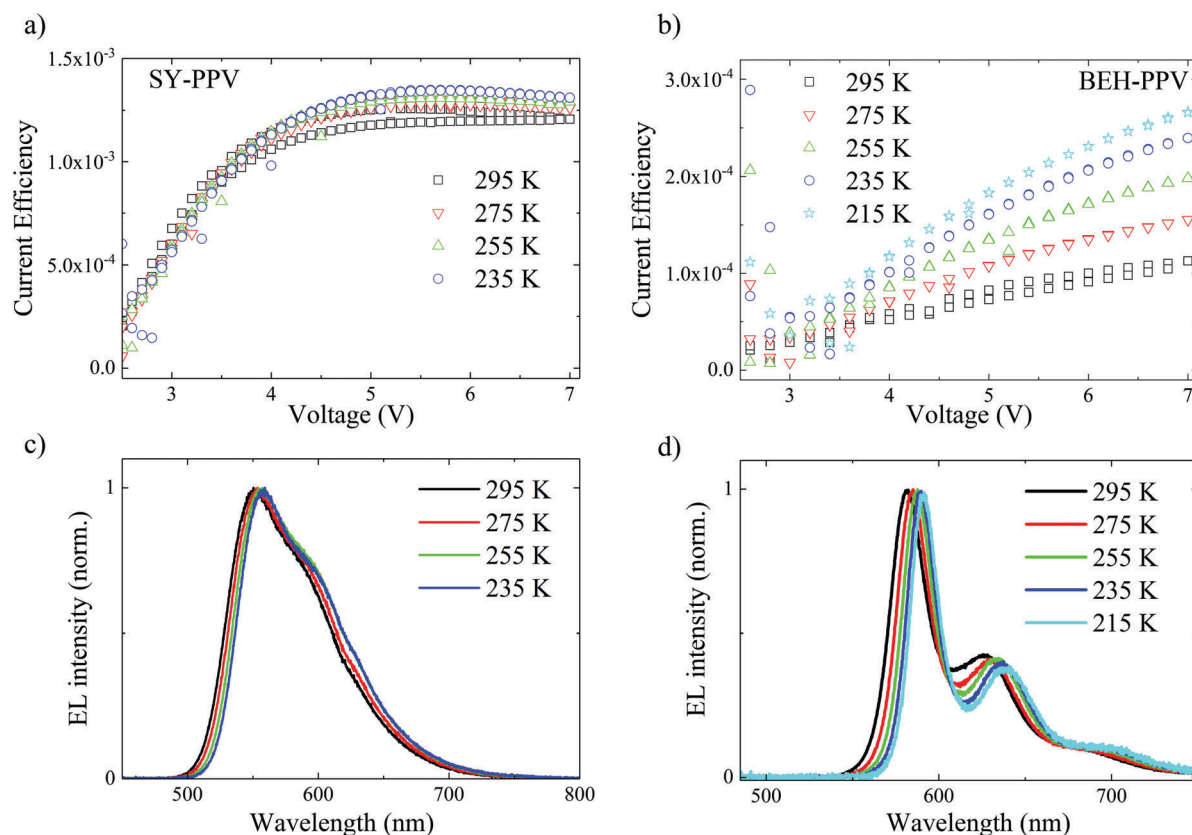 a)
1.5x10-3
SY-PPV
1.0x10-3
5.0x10-4
0.0
Current Efficiency
295 K
275 K
255 K
235 K
3 4 5 6 7
Voltage (V)
b)
3.0x10-4
2.0x10-4
1.0x10-4
0.0
Current Efficiency
295 K
275 K
255 K
235 K
215 K
BEH-PPV
3 4 5 6 7
Voltage (V)
c)
1
1
EL intensity (norm.)
295 K
275 K
255 K
235 K
500 600 700 800
Wavelength (nm)
d)
1
0
EL intensity (norm.)
295 K
275 K
255 K
235 K
215 K
500 600 700
Wavelength (nm)